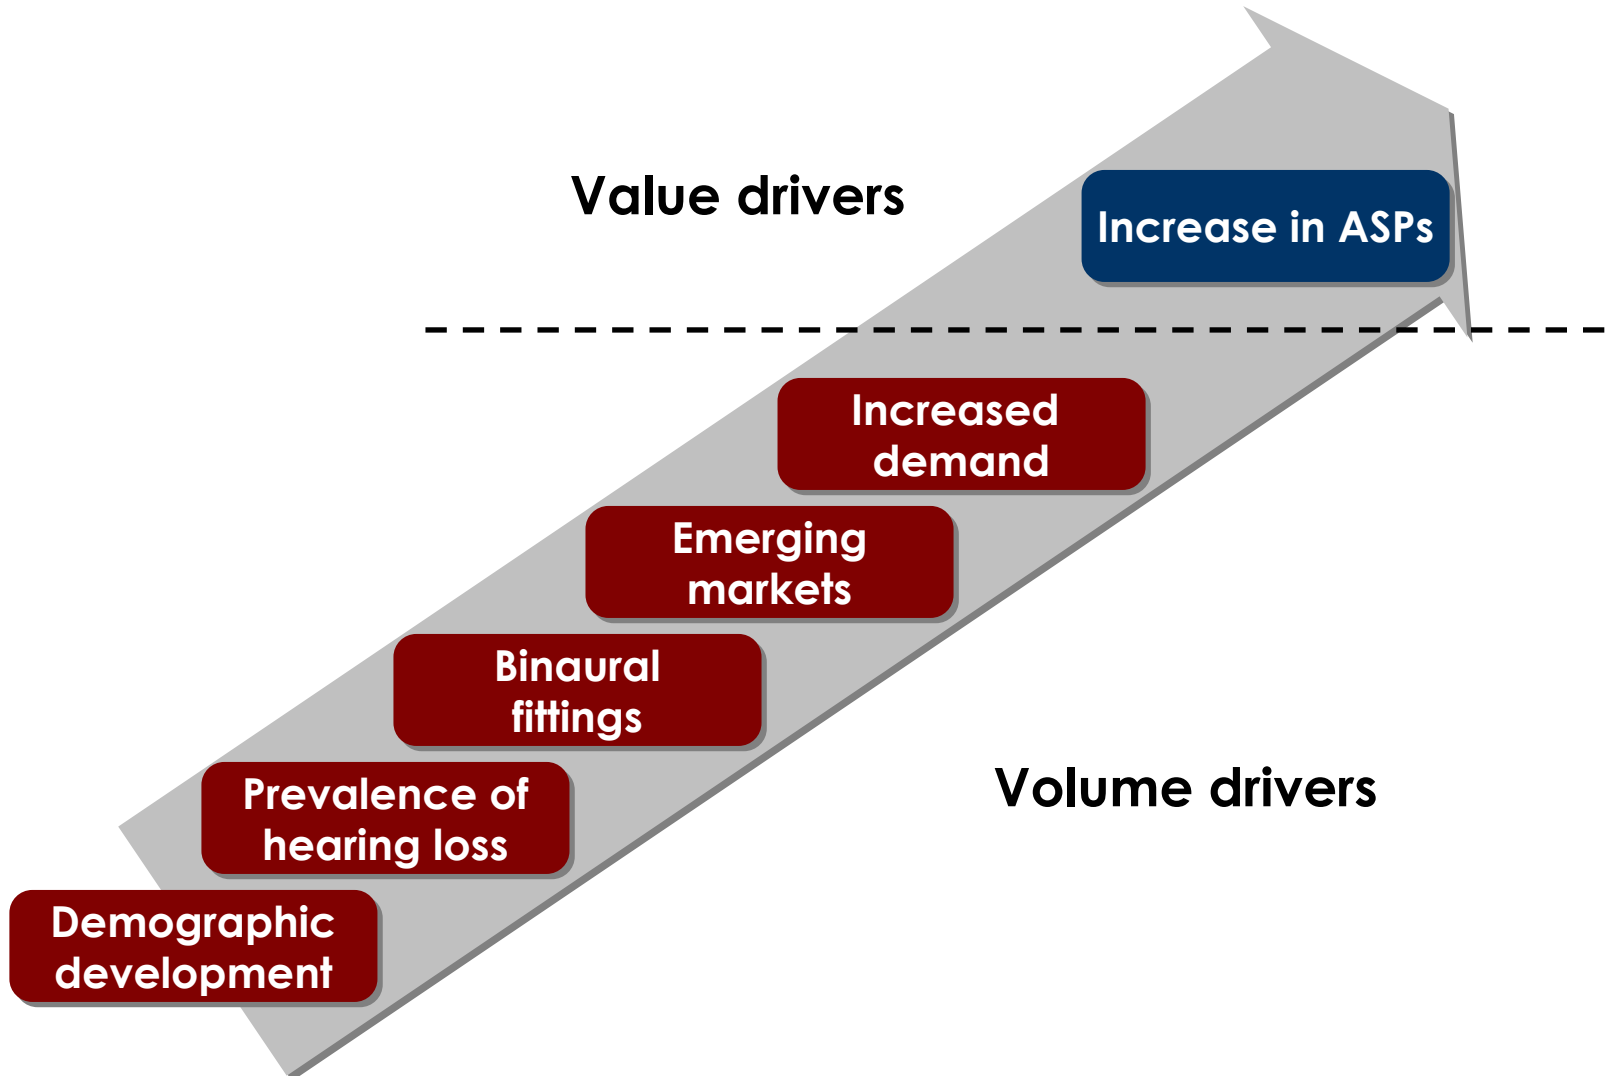 Value drivers
Increase in ASPs
Increased
demand
Emerging
markets
Binaural
fittings
Volume drivers
Prevalence of
hearing loss
Demographic
development